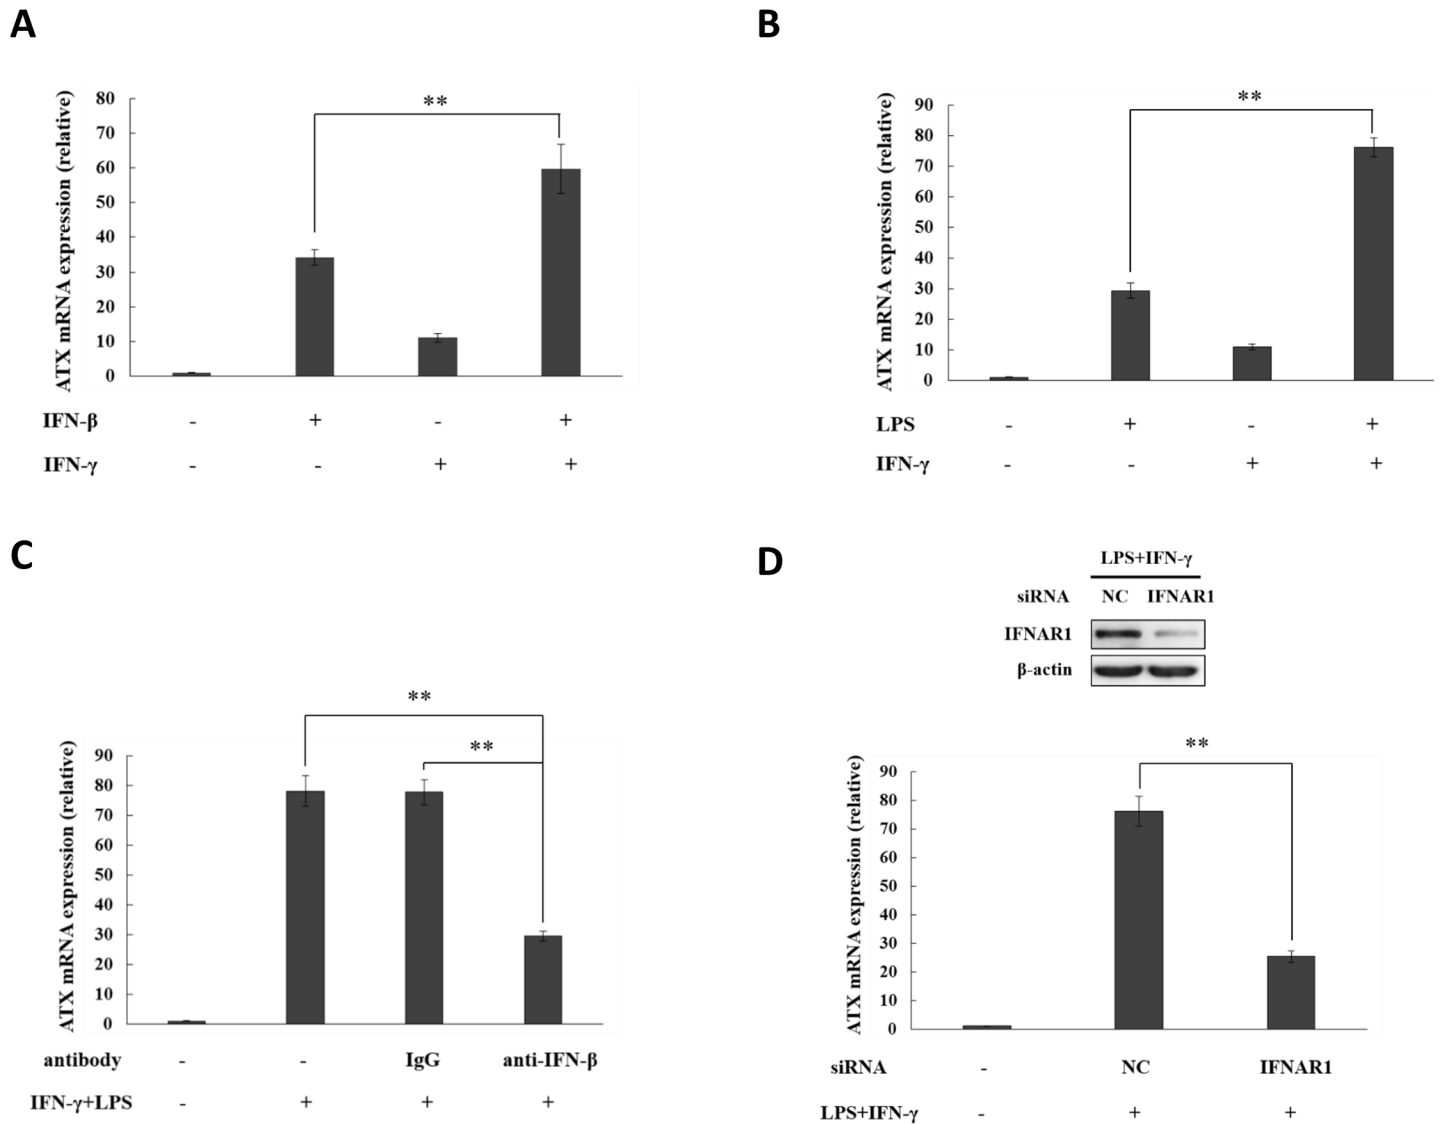 A
ATX mRNA expression (relative)
80
70
60
50
40
30
20
10
0
**
IFN-β - + - +
IFN-γ - - + +
B
ATX mRNA expression (relative)
90
80
70
60
50
40
30
20
10
0
**
LPS - + - +
IFN-γ - - + +
C
ATX mRNA expression (relative)
90
80
70
60
50
40
30
20
10
0
**
**
antibody - - IgG anti-IFN-β
IFN-γ+LPS - + + +
D
LPS+IFN-γ
siRNA NC IFNAR1
IFNAR1
β-actin
ATX mRNA expression (relative)
90
80
70
60
50
40
30
20
10
0
**
siRNA - NC IFNAR1
LPS+IFN-γ - + +